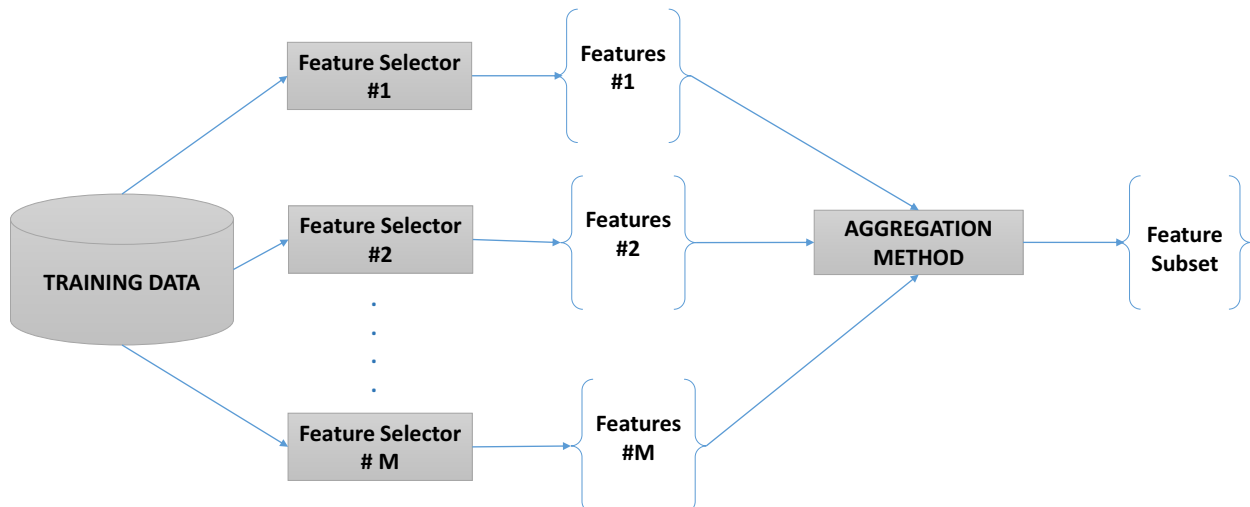 Feature Selector
#1
Features
#1
TRAINING DATA
Feature Selector
#2
Features
#2
AGGREGATION
METHOD
Feature
Subset
Feature Selector
# M
Features
#M